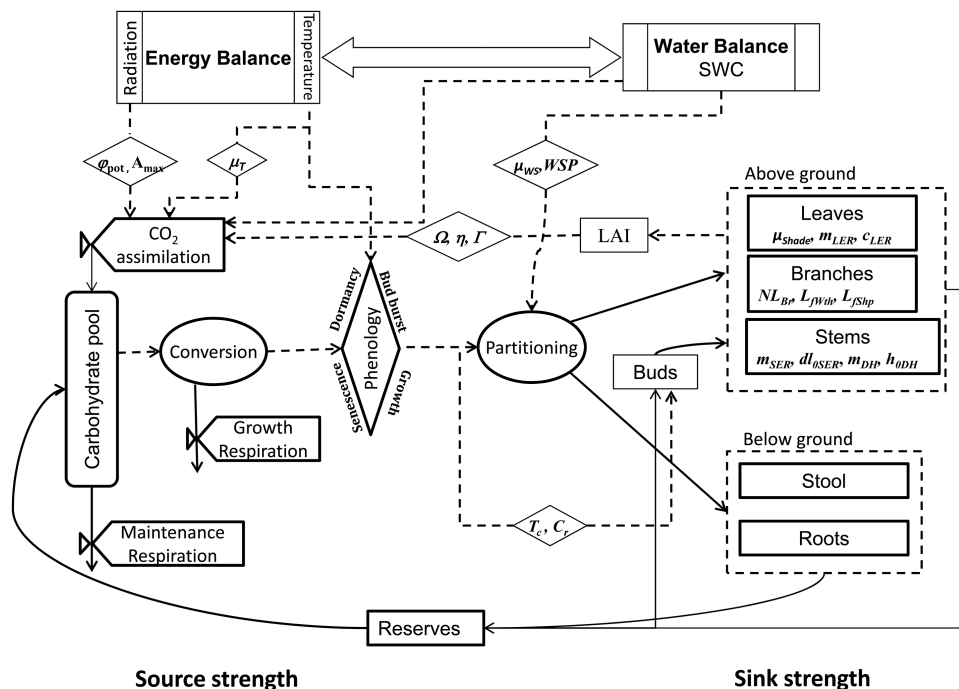 Radiation
Energy Balance
Temperature
Water Balance
SWC
φpot, Amax
μT
μWS, WSP
Above ground
Leaves
μShade, mLER, cLER
Branches
NLBr, LfWth, LfShp
Stems
mSER, dl0SER, mDH, h0DH
CO2
assimilation
Ω, η, Γ
LAI
Carbohydrate pool
Conversion
Dormancy
Bud burst
Phenology
Senescence
Growth
Partitioning
Buds
Growth
Respiration
Below ground
Stool
Roots
Tc, Cr
Maintenance
Respiration
Reserves
Source strength
Sink strength